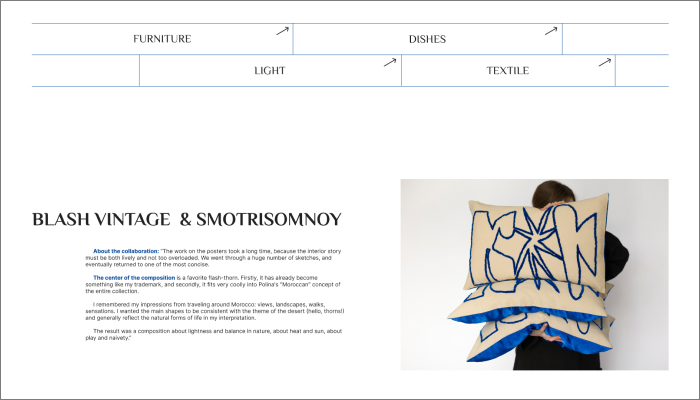 FURNITURE
DISHES
LIGHT
TEXTILE
BLASH VINTAGE & SMOTRISOMNOY
About the collaboration: "The work on the posters took a long time, because the interior story
must be both lively and not too overloaded. We went through a huge number of sketches, and
eventually returned to one of the most concise.
The center of the composition is a favorite flash-thorn. Firstly, it has already become
something like my trademark, and secondly, it fits very coolly into Polina's "Moroccan" concept of
the entire collection.
I remembered my impressions from traveling around Morocco: views, landscapes, walks,
sensations. I wanted the main shapes to be consistent with the theme of the desert (hello, thorns!)
and generally reflect the natural forms of life in my interpretation.
The result was a composition about lightness and balance in nature, about heat and sun, about
play and naivety."